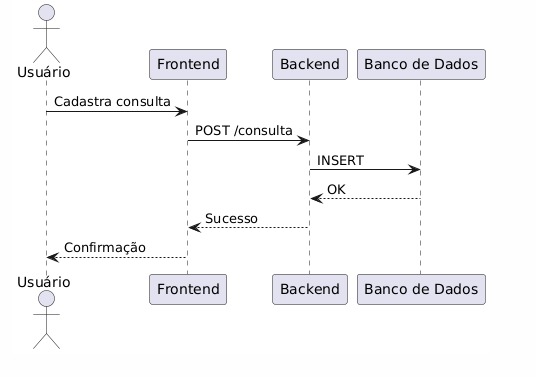 Usuário
Frontend
Backend
Banco de Dados
Cadastra consulta
POST /consulta
INSERT
OK
Sucesso
Confirmação
Usuário
Frontend
Backend
Banco de Dados